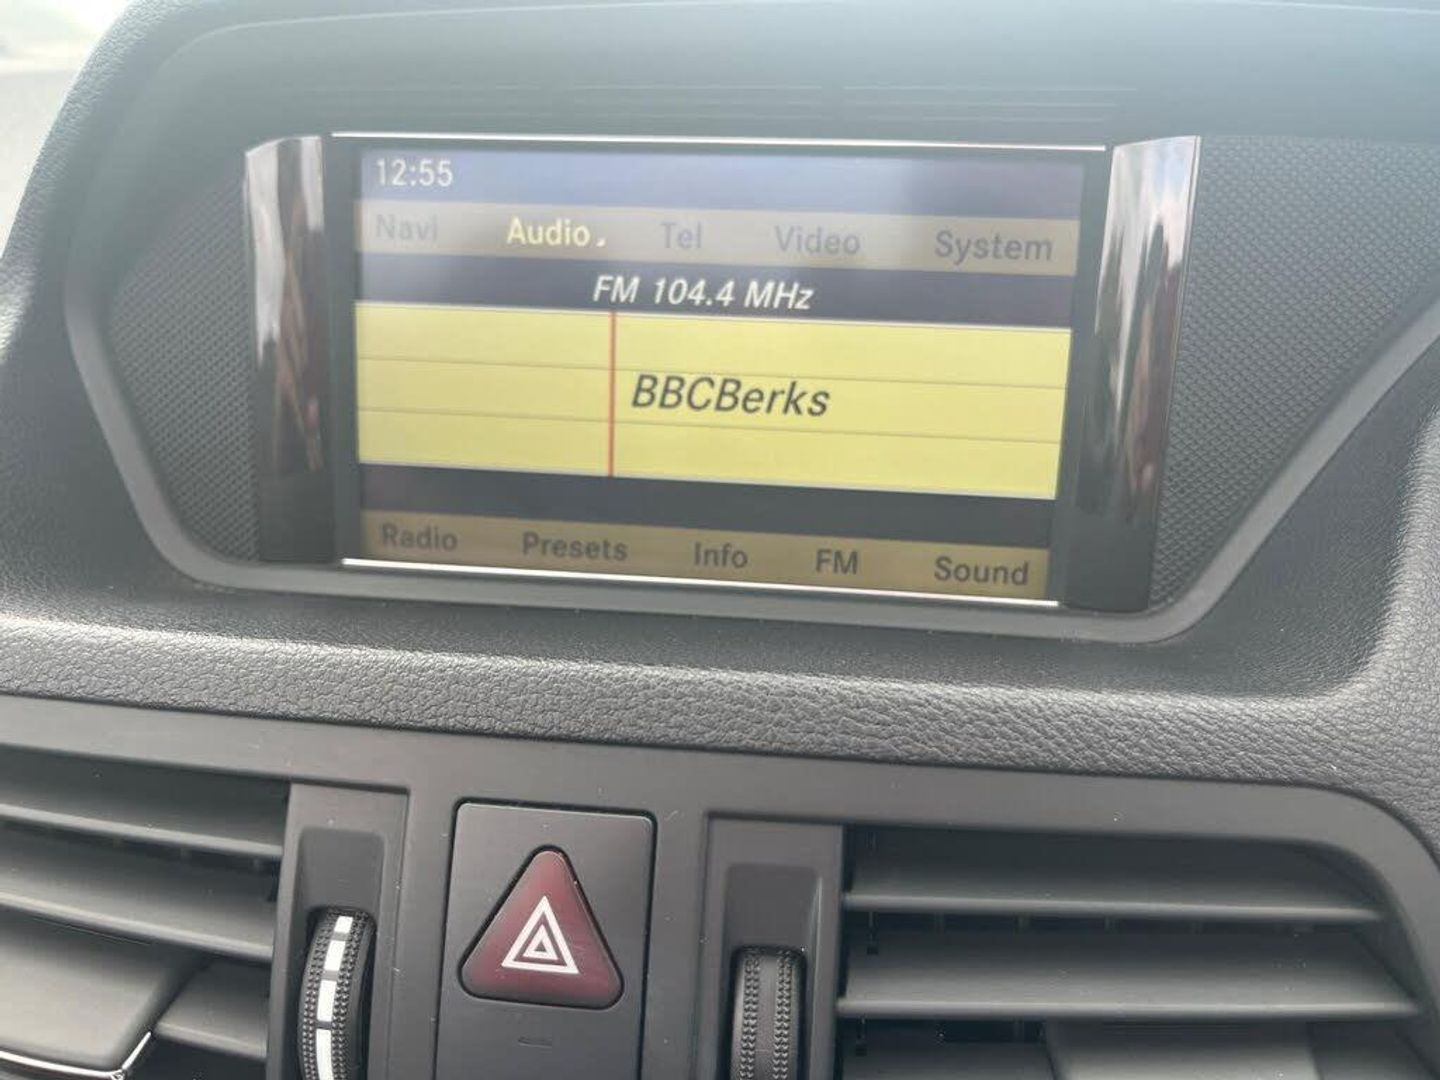 12:55
Navi Audio. Tel Video System
FM 104.4 MHz
BBCBerks
Radio Presets Info FM Sound